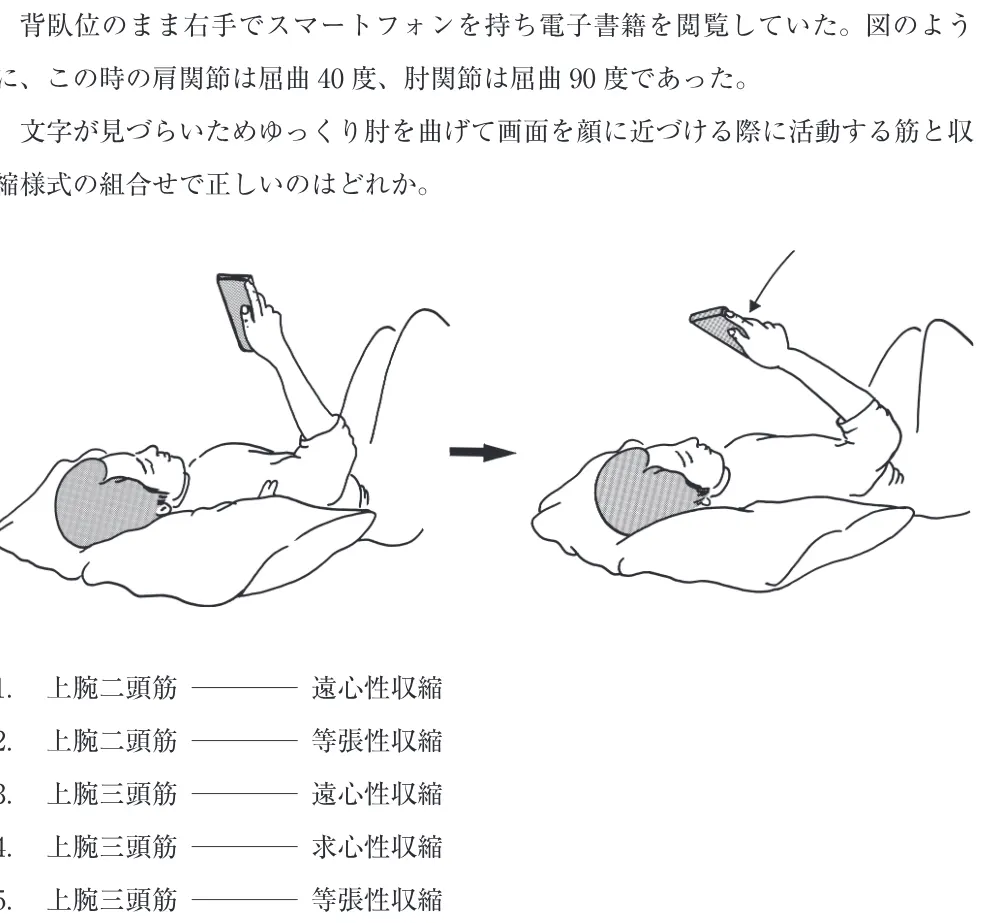 背臥位のまま右手でスマートフォンを持ち電子書籍を閲覧していた。図のよう
に、この時の肩関節は屈曲 40 度、肘関節は屈曲 90 度であった。
文字が見づらいためゆっくり肘を曲げて画面を顔に近づける際に活動する筋と収
縮様式の組合せで正しいのはどれか。
1. 上腕二頭筋 ──── 遠心性収縮
2. 上腕二頭筋 ──── 等張性収縮
3. 上腕三頭筋 ──── 遠心性収縮
4. 上腕三頭筋 ──── 求心性収縮
5. 上腕三頭筋 ──── 等張性収縮